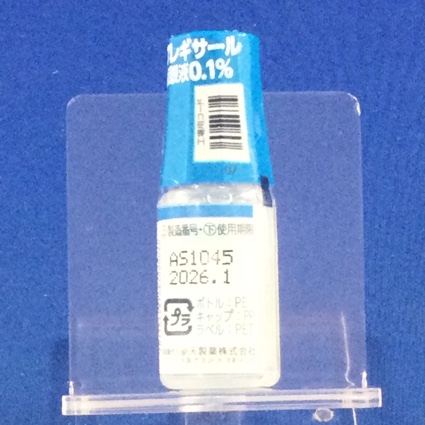 レギサール
眼液0.1%
製造番号・使用期限
AS1045
2026.1
プラ
ボトル:PE
キャップ:PP
ラベル:PET
製薬株式会社